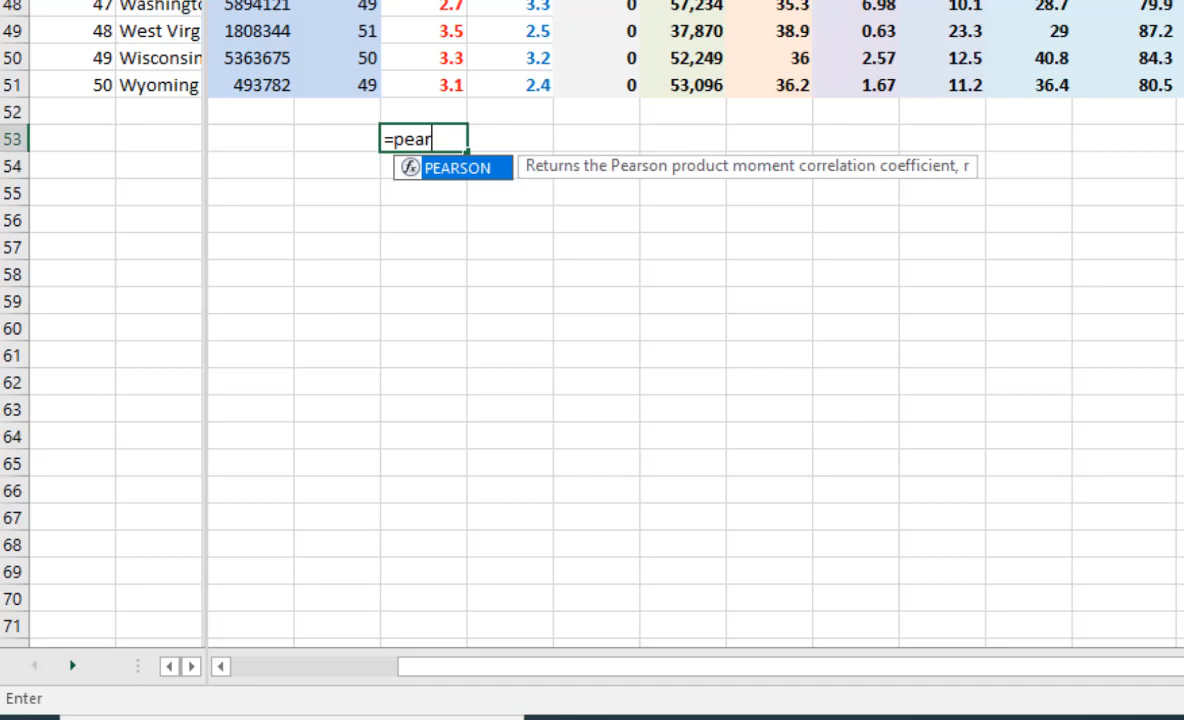 48 47 Washingto 5894121 49 2.7 3.3 0 57,234 35.3 6.98 10.1 28.7 79.9
49 48 West Virg 1808344 51 3.5 2.5 0 37,870 38.9 0.63 23.3 29 87.2
50 49 Wisconsin 5363675 50 3.3 3.2 0 52,249 36 2.57 12.5 40.8 84.3
51 50 Wyoming 493782 49 3.1 2.4 0 53,096 36.2 1.67 11.2 36.4 80.5
52
53 =pear
54 fx PEARSON Returns the Pearson product moment correlation coefficient, r
55
56
57
58
59
60
61
62
63
64
65
66
67
68
69
70
71
Enter